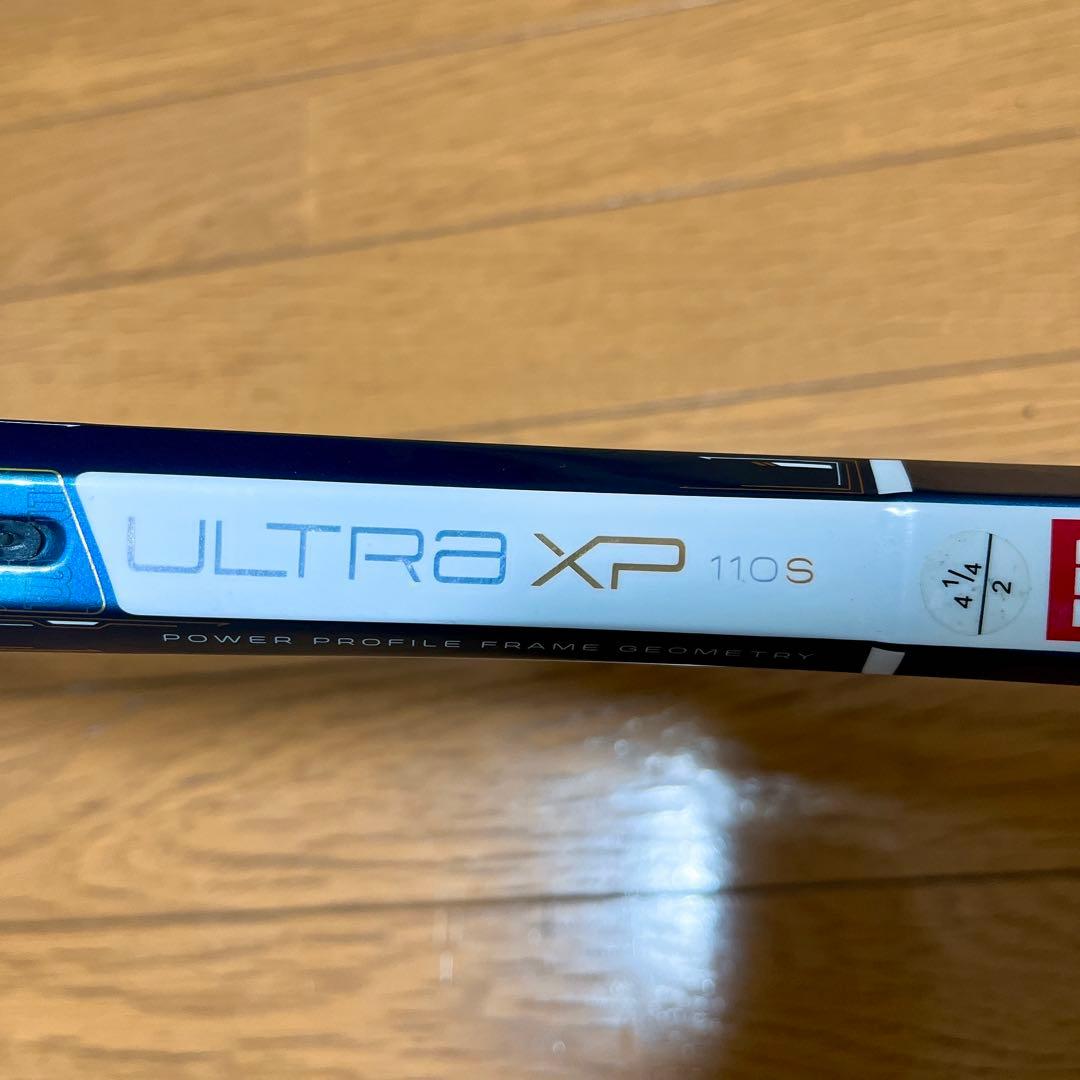 ULTRA XP 110S
4 1/4
2
POWER PROFILE FRAME GEOMETRY